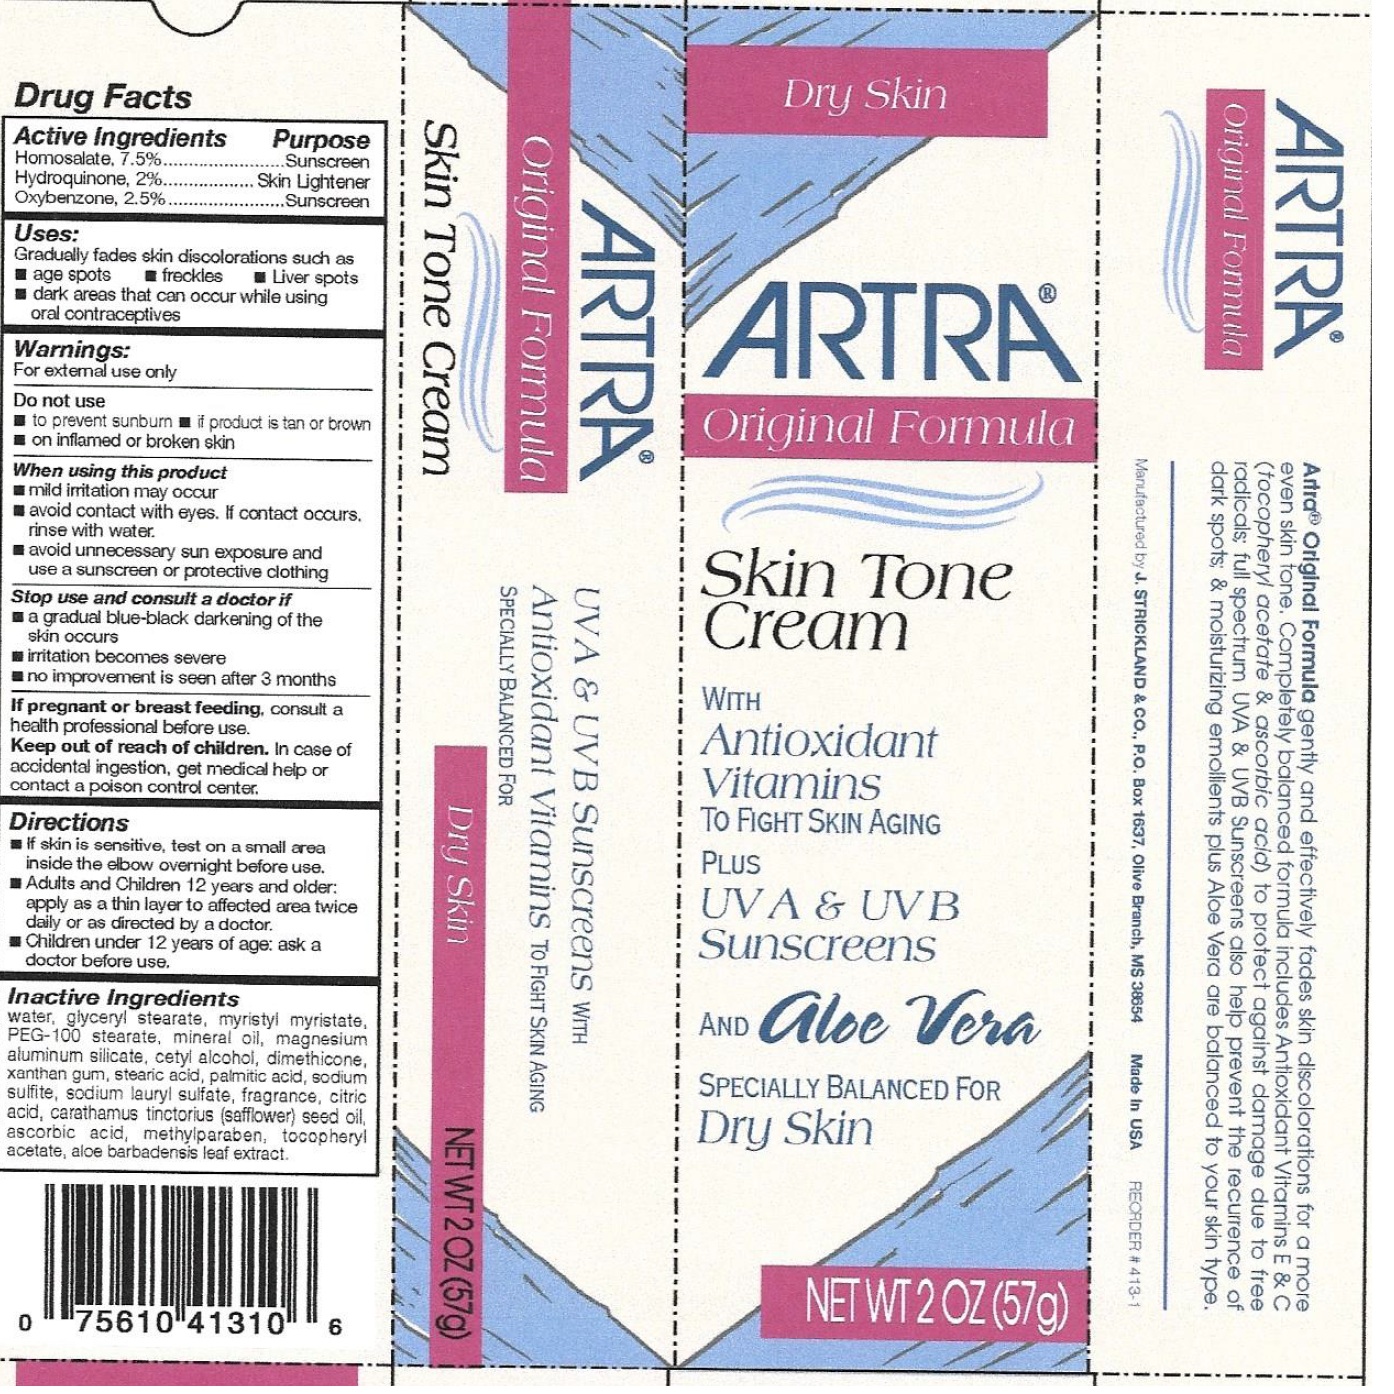 Drug Facts
Active Ingredients Purpose
Homosalate, 7.5%.......................Sunscreen
Hydroquinone, 2%.................Skin Lightener
Oxybenzone, 2.5%......................Sunscreen
Uses:
Gradually fades skin discolorations such as
■ age spots ■ freckles ■ Liver spots
■ dark areas that can occur while using
oral contraceptives
Warnings:
For external use only
Do not use
■ to prevent sunburn ■ if product is tan or brown
■ on inflamed or broken skin
When using this product
■ mild irritation may occur
■ avoid contact with eyes. If contact occurs,
rinse with water.
■ avoid unnecessary sun exposure and
use a sunscreen or protective clothing
Stop use and consult a doctor if
■ a gradual blue-black darkening of the
skin occurs
■ irritation becomes severe
■ no improvement is seen after 3 months
If pregnant or breast feeding, consult a
health professional before use.
Keep out of reach of children. In case of
accidental ingestion, get medical help or
contact a poison control center.
Directions
■ If skin is sensitive, test on a small area
inside the elbow overnight before use.
■ Adults and Children 12 years and older:
apply as a thin layer to affected area twice
daily or as directed by a doctor.
■ Children under 12 years of age: ask a
doctor before use.
Inactive Ingredients
water, glyceryl stearate, myristyl myristate,
PEG-100 stearate, mineral oil, magnesium
aluminum silicate, cetyl alcohol, dimethicone,
xanthan gum, stearic acid, palmitic acid, sodium
sulfite, sodium lauryl sulfate, fragrance, citric
acid, carathamus tinctorius (safflower) seed oil,
ascorbic acid, methylparaben, tocopheryl
acetate, aloe barbadensis leaf extract.
0 75610 41310 6
ARTRA®
Original Formula
Skin Tone Cream
UVA & UVB Sunscreens WITH
Antioxidant Vitamins TO FIGHT SKIN AGING
SPECIALLY BALANCED FOR
Dry Skin
NET WT 2 OZ (57g)
Dry Skin
ARTRA®
Original Formula
Skin Tone
Cream
WITH
Antioxidant
Vitamins
TO FIGHT SKIN AGING
PLUS
UVA & UVB
Sunscreens
AND Aloe Vera
SPECIALLY BALANCED FOR
Dry Skin
NET WT 2 OZ (57g)
ARTRA®
Original Formula
Artra® Original Formula gently and effectively fades skin discolorations for a more
even skin tone. Completely balanced formula includes Antioxidant Vitamins E & C
(tocopheryl acetate & ascorbic acid) to protect against damage due to free
radicals; full spectrum UVA & UVB Sunscreens also help prevent the recurrence of
dark spots; & moisturizing emollients plus Aloe Vera are balanced to your skin type.
Manufactured by J. STRICKLAND & CO., P.O. Box 1637, Olive Branch, MS 38654 Made In USA REORDER # 413-1